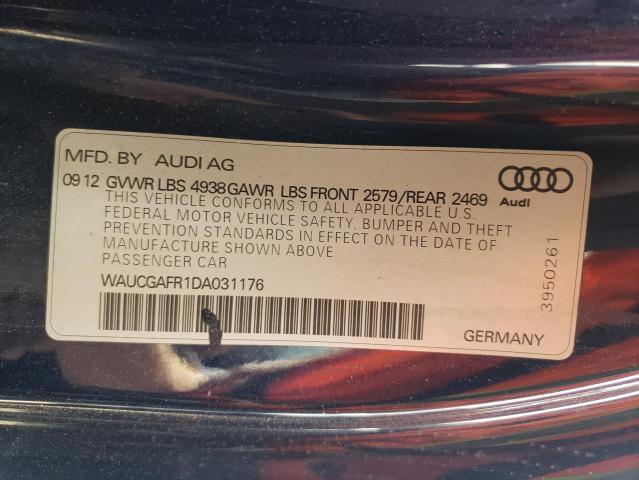 MFD. BY AUDI AG
09 12 GVWR LBS 4938 GAWR LBS FRONT 2579/REAR 2469
THIS VEHICLE CONFORMS TO ALL APPLICABLE U.S.
FEDERAL MOTOR VEHICLE SAFETY, BUMPER AND THEFT
PREVENTION STANDARDS IN EFFECT ON THE DATE OF
MANUFACTURE SHOWN ABOVE
PASSENGER CAR
WAUCGAFR1DA031176
Audi
3950261
GERMANY